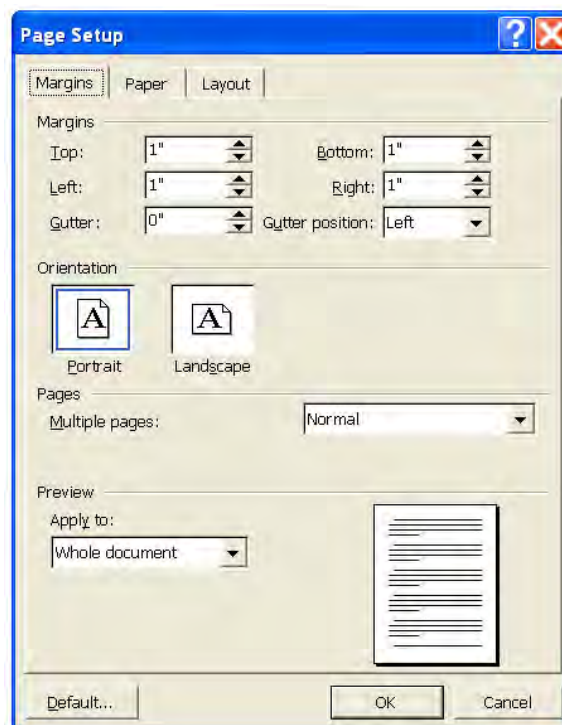 Page Setup
Margins Paper Layout
Margins
Top: 1" Bottom: 1"
Left: 1" Right: 1"
Gutter: 0" Gutter position: Left
Orientation
A A
Portrait Landscape
Pages
Multiple pages: Normal
Preview
Apply to:
Whole document
Default... OK Cancel